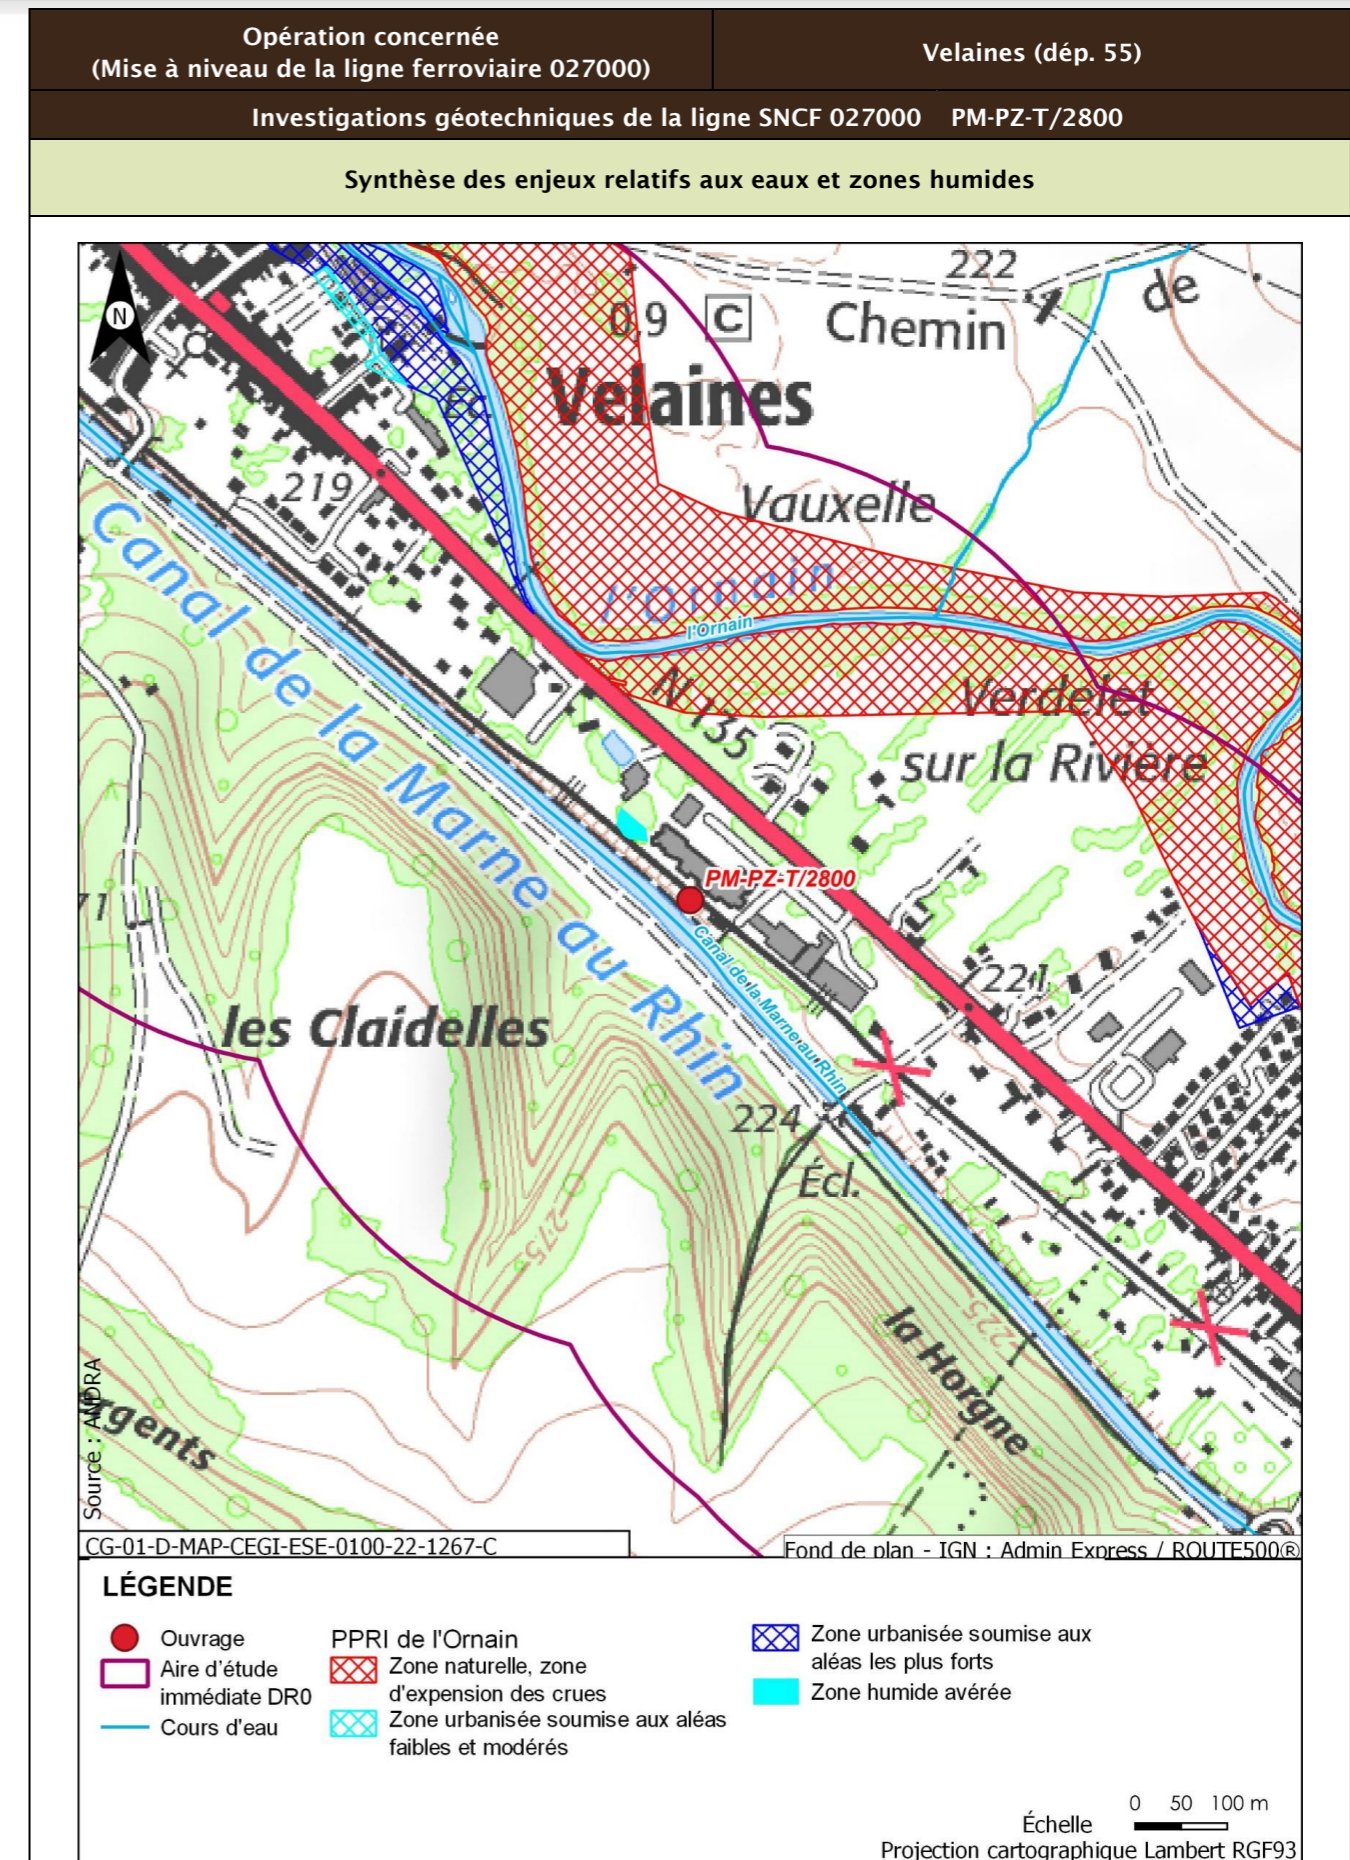 Opération concernée
(Mise à niveau de la ligne ferroviaire 027000)
Velaines (dép. 55)
Investigations géotechniques de la ligne SNCF 027000 PM-PZ-T/2800
Synthèse des enjeux relatifs aux eaux et zones humides
N
222
de
0,9
C
Chemin
Velaines
219
Vauxelle
Canal de la Marne au Rhin
l'Ornain
l'Ornain
N 135
Verdelet
sur la Rivière
PM-PZ-T/2800
71
Canal de la Marne au Rhin
221
les Claidelles
224
Écl.
275
225
la Horgne
rgents
Source : ANDRA
CG-01-D-MAP-CEGI-ESE-0100-22-1267-C
Fond de plan - IGN : Admin Express / ROUTE500®
LÉGENDE
Ouvrage
Aire d'étude
immédiate DR0
Cours d'eau
PPRI de l'Ornain
Zone naturelle, zone
d'expension des crues
Zone urbanisée soumise aux aléas
faibles et modérés
Zone urbanisée soumise aux
aléas les plus forts
Zone humide avérée
0 50 100 m
Échelle
Projection cartographique Lambert RGF93